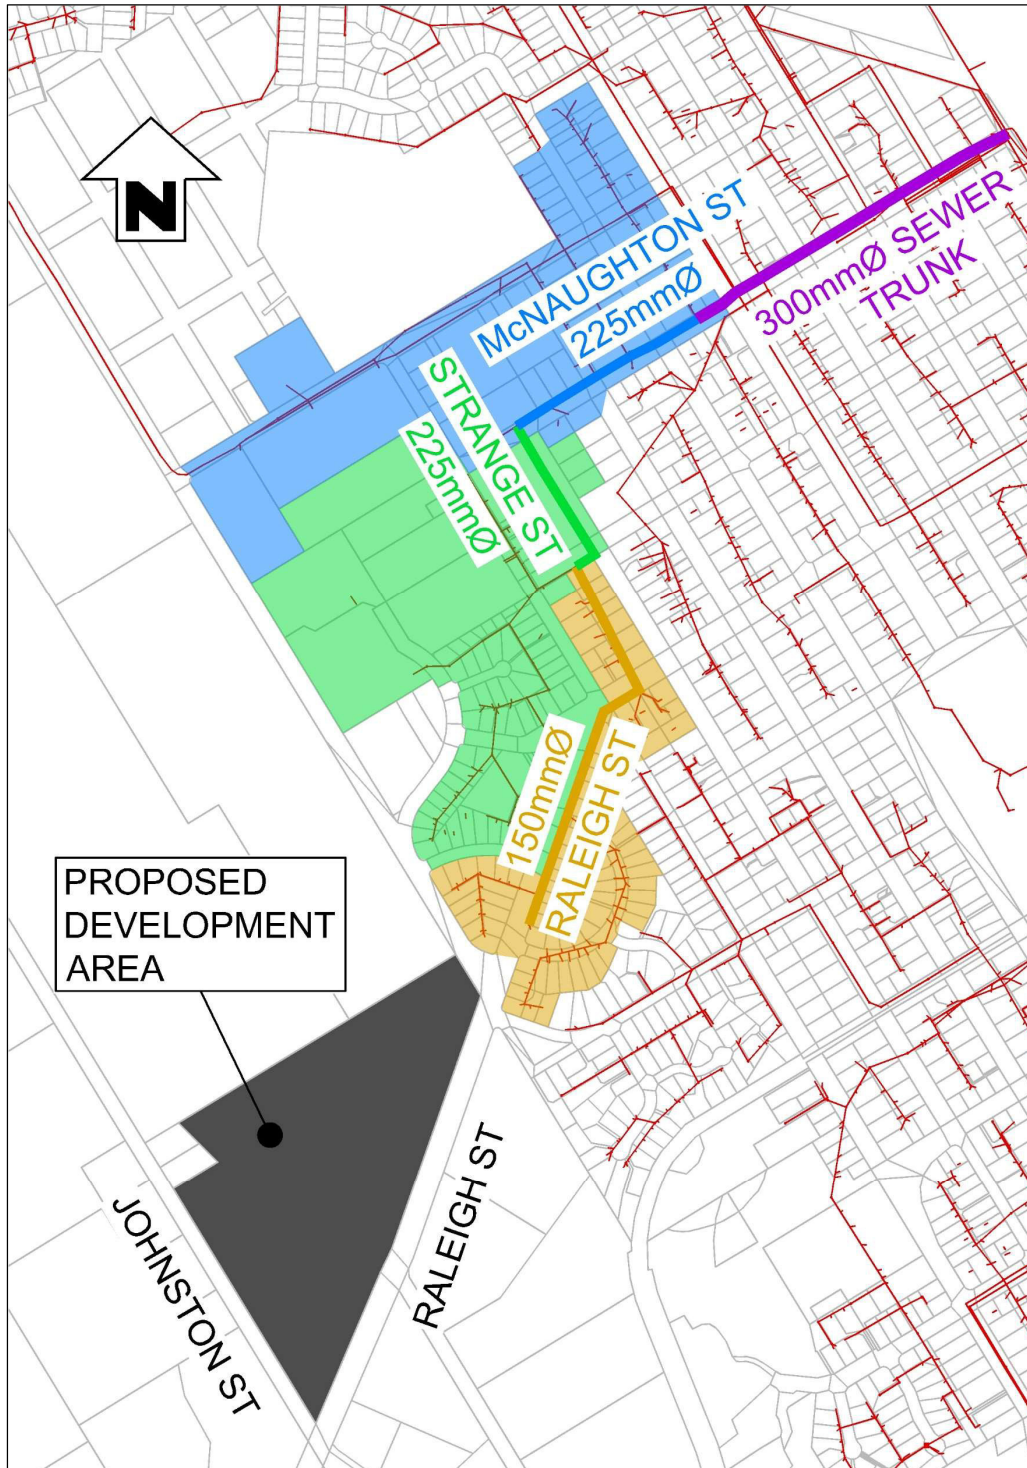 N
McNAUGHTON ST
225mmØ
300mmØ SEWER
TRUNK
STRANGE ST
225mmØ
150mmØ
RALEIGH ST
PROPOSED
DEVELOPMENT
AREA
JOHNSTON ST
RALEIGH ST